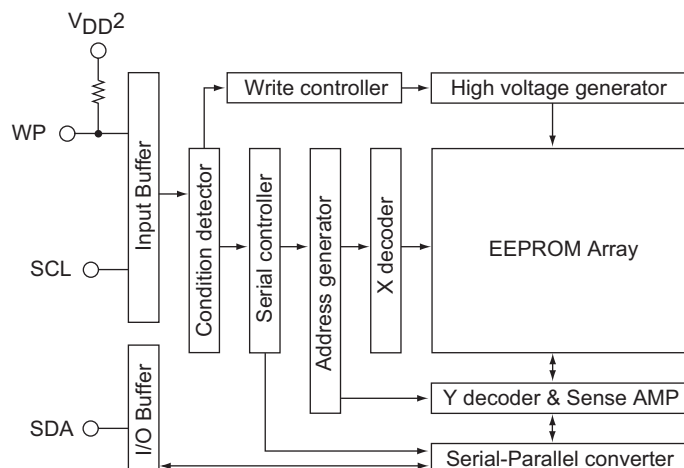 VDD2
Write controller
High voltage generator
WP
Input Buffer
Condition detector
Serial controller
Address generator
X decoder
EEPROM Array
SCL
I/O Buffer
Y decoder & Sense AMP
SDA
Serial-Parallel converter